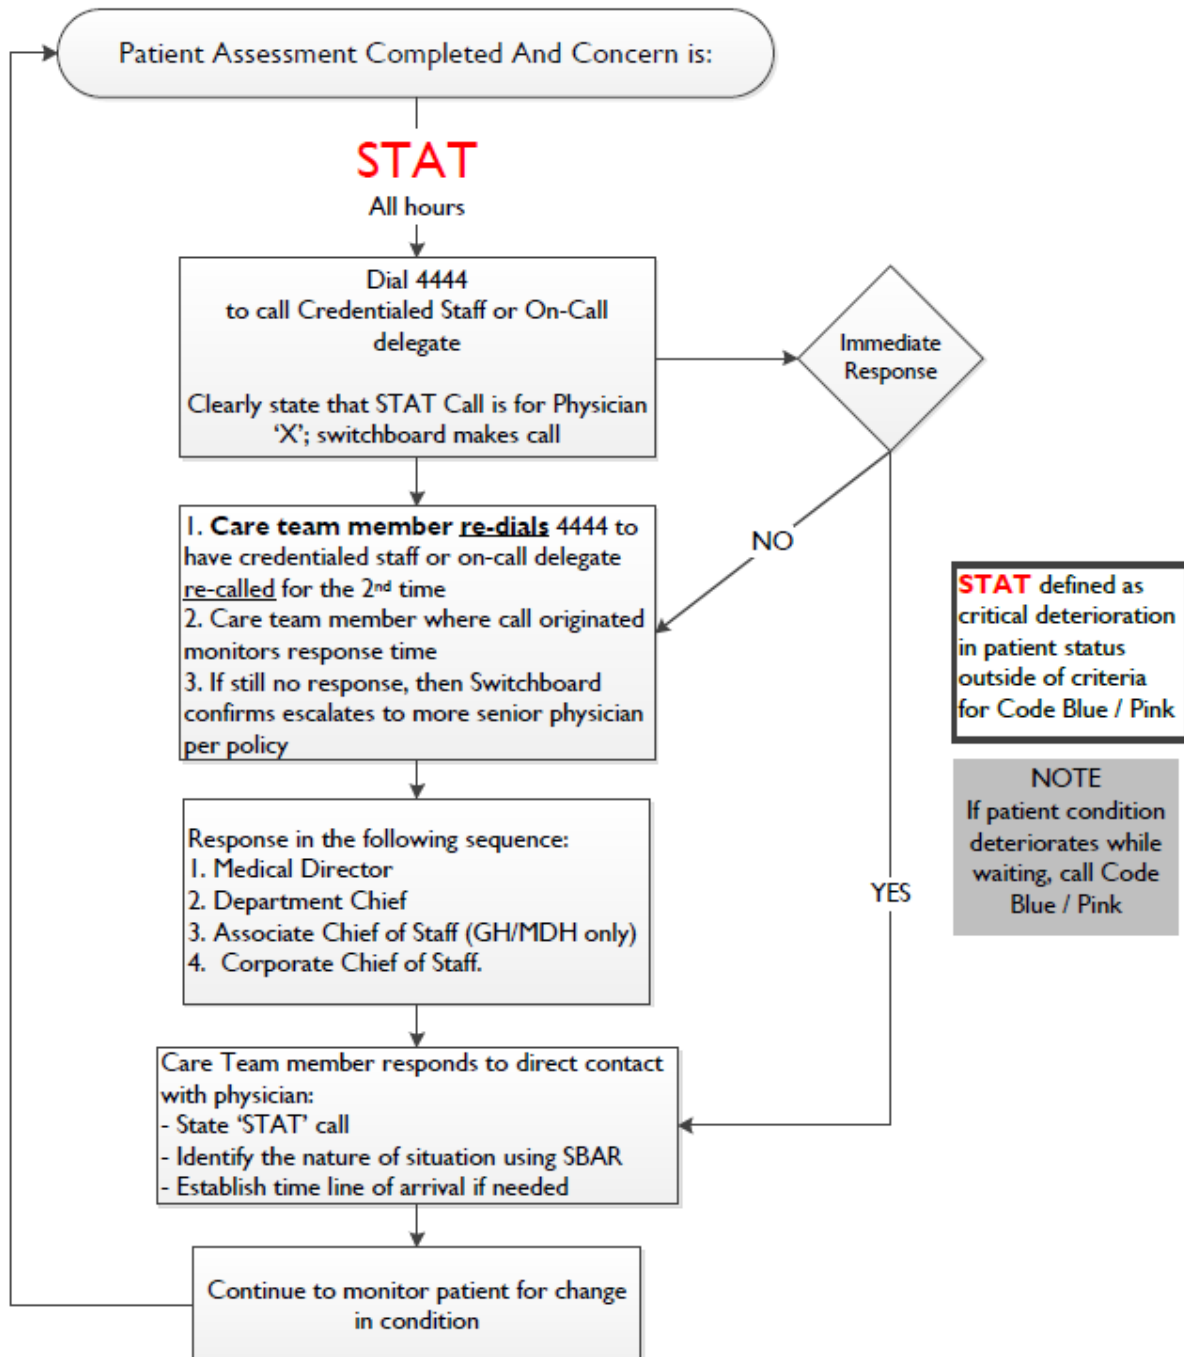 Patient Assessment Completed And Concern is:
STAT
All hours
Dial 4444
to call Credentialed Staff or On-Call
delegate
Clearly state that STAT Call is for Physician
‘X’; switchboard makes call
Immediate
Response
NO
1. Care team member re-dials 4444 to
have credentialed staff or on-call delegate
re-called for the 2nd time
2. Care team member where call originated
monitors response time
3. If still no response, then Switchboard
confirms escalates to more senior physician
per policy
STAT defined as
critical deterioration
in patient status
outside of criteria
for Code Blue / Pink
NOTE
If patient condition
deteriorates while
waiting, call Code
Blue / Pink
Response in the following sequence:
1. Medical Director
2. Department Chief
3. Associate Chief of Staff (GH/MDH only)
4. Corporate Chief of Staff.
YES
Care Team member responds to direct contact
with physician:
- State ‘STAT’ call
- Identify the nature of situation using SBAR
- Establish time line of arrival if needed
Continue to monitor patient for change
in condition